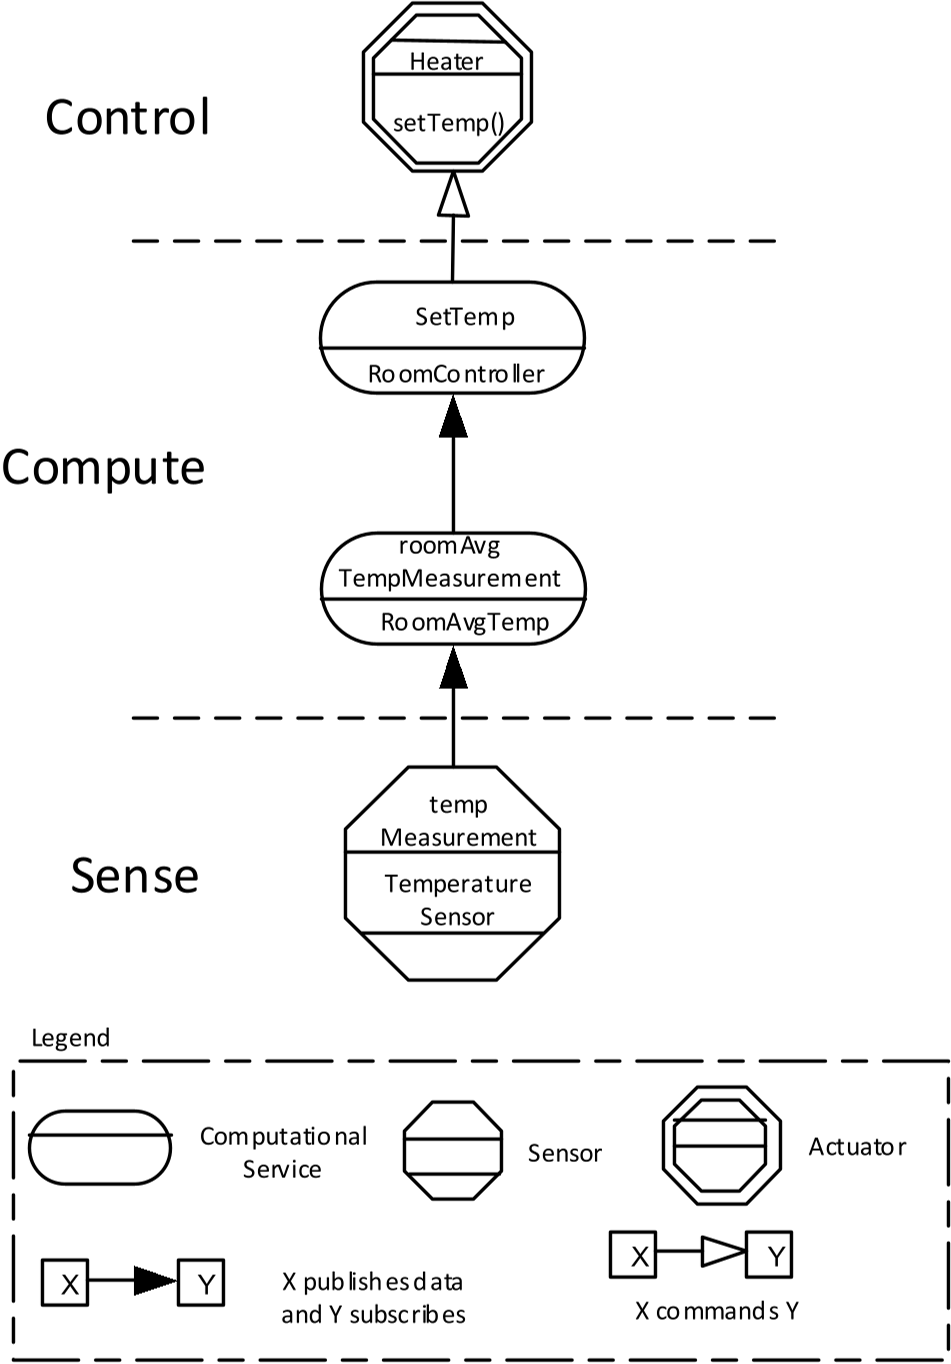 Control
Heater
setTemp()
SetTemp
RoomController
Compute
roomAvg
TempMeasurement
RoomAvgTemp
temp
Measurement
Sense
Temperature
Sensor
Legend
Computational
Service
Sensor
Actuator
X
Y
X publishes data
and Y subscribes
X
Y
X commands Y